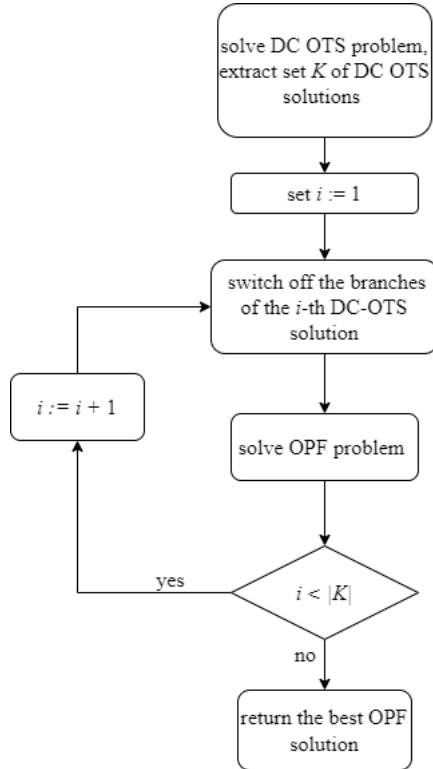 solve DC OTS problem,
extract set K of DC OTS
solutions
set i := 1
switch off the branches
of the i-th DC-OTS
solution
i := i + 1
solve OPF problem
yes
i < |K|
no
return the best OPF
solution